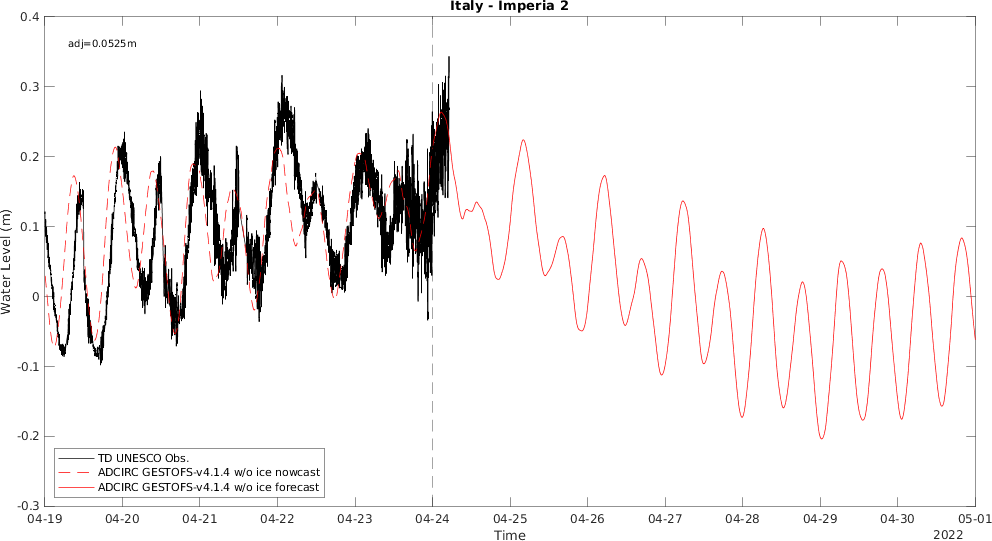 Italy - Imperia 2
adj=0.0525m
0.4
0.3
0.2
0.1
0
-0.1
-0.2
-0.3
Water Level (m)
TD UNESCO Obs.
ADCIRC GESTOFS-v4.1.4 w/o ice nowcast
ADCIRC GESTOFS-v4.1.4 w/o ice forecast
04-19 04-20 04-21 04-22 04-23 04-24 04-25 04-26 04-27 04-28 04-29 04-30 05-01
Time
2022